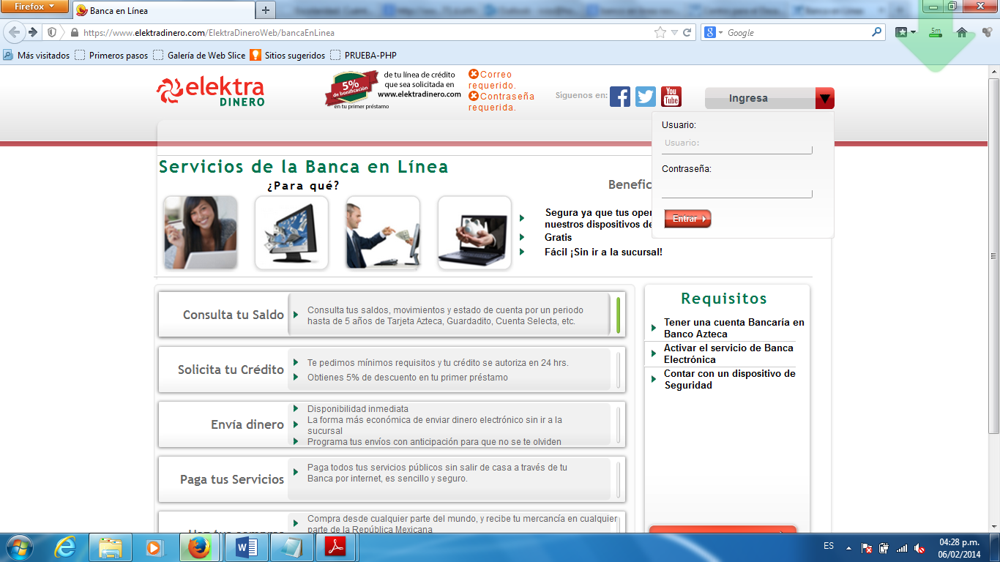 Firefox
Banca en Línea
https://www.elektradinero.com/ElektraDineroWeb/bancaEnLinea
Google
5m
Más visitados
Primeros pasos
Galería de Web Slice
Sitios sugeridos
PRUEBA-PHP
elektra
DINERO
5%
de bonificación
en tu primer préstamo
de tu línea de crédito
que sea solicitada en
www.elektradinero.com
Correo
requerido.
Contraseña
requerida.
Siguenos en:
You
Tube
Ingresa
Usuario:
Usuario:
Contraseña:
Entrar
Servicios de la Banca en Línea
¿Para qué?
Benefic
Segura ya que tus oper
nuestros dispositivos de
Gratis
Fácil ¡Sin ir a la sucursal!
Consulta tu Saldo
Consulta tus saldos, movimientos y estado de cuenta por un periodo
hasta de 5 años de Tarjeta Azteca, Guardadito, Cuenta Selecta, etc.
Solicita tu Crédito
Te pedimos mínimos requisitos y tu crédito se autoriza en 24 hrs.
Obtienes 5% de descuento en tu primer préstamo
Envía dinero
Disponibilidad inmediata
La forma más económica de enviar dinero electrónico sin ir a la
sucursal
Programa tus envíos con anticipación para que no se te olviden
Paga tus Servicios
Paga todos tus servicios públicos sin salir de casa a través de tu
Banca por internet, es sencillo y seguro.
Compra desde cualquier parte del mundo, y recibe tu mercancía en cualquier
parte de la República Mexicana
Requisitos
Tener una cuenta Bancaría en
Banco Azteca
Activar el servicio de Banca
Electrónica
Contar con un dispositivo de
Seguridad
ES
04:28 p.m.
06/02/2014